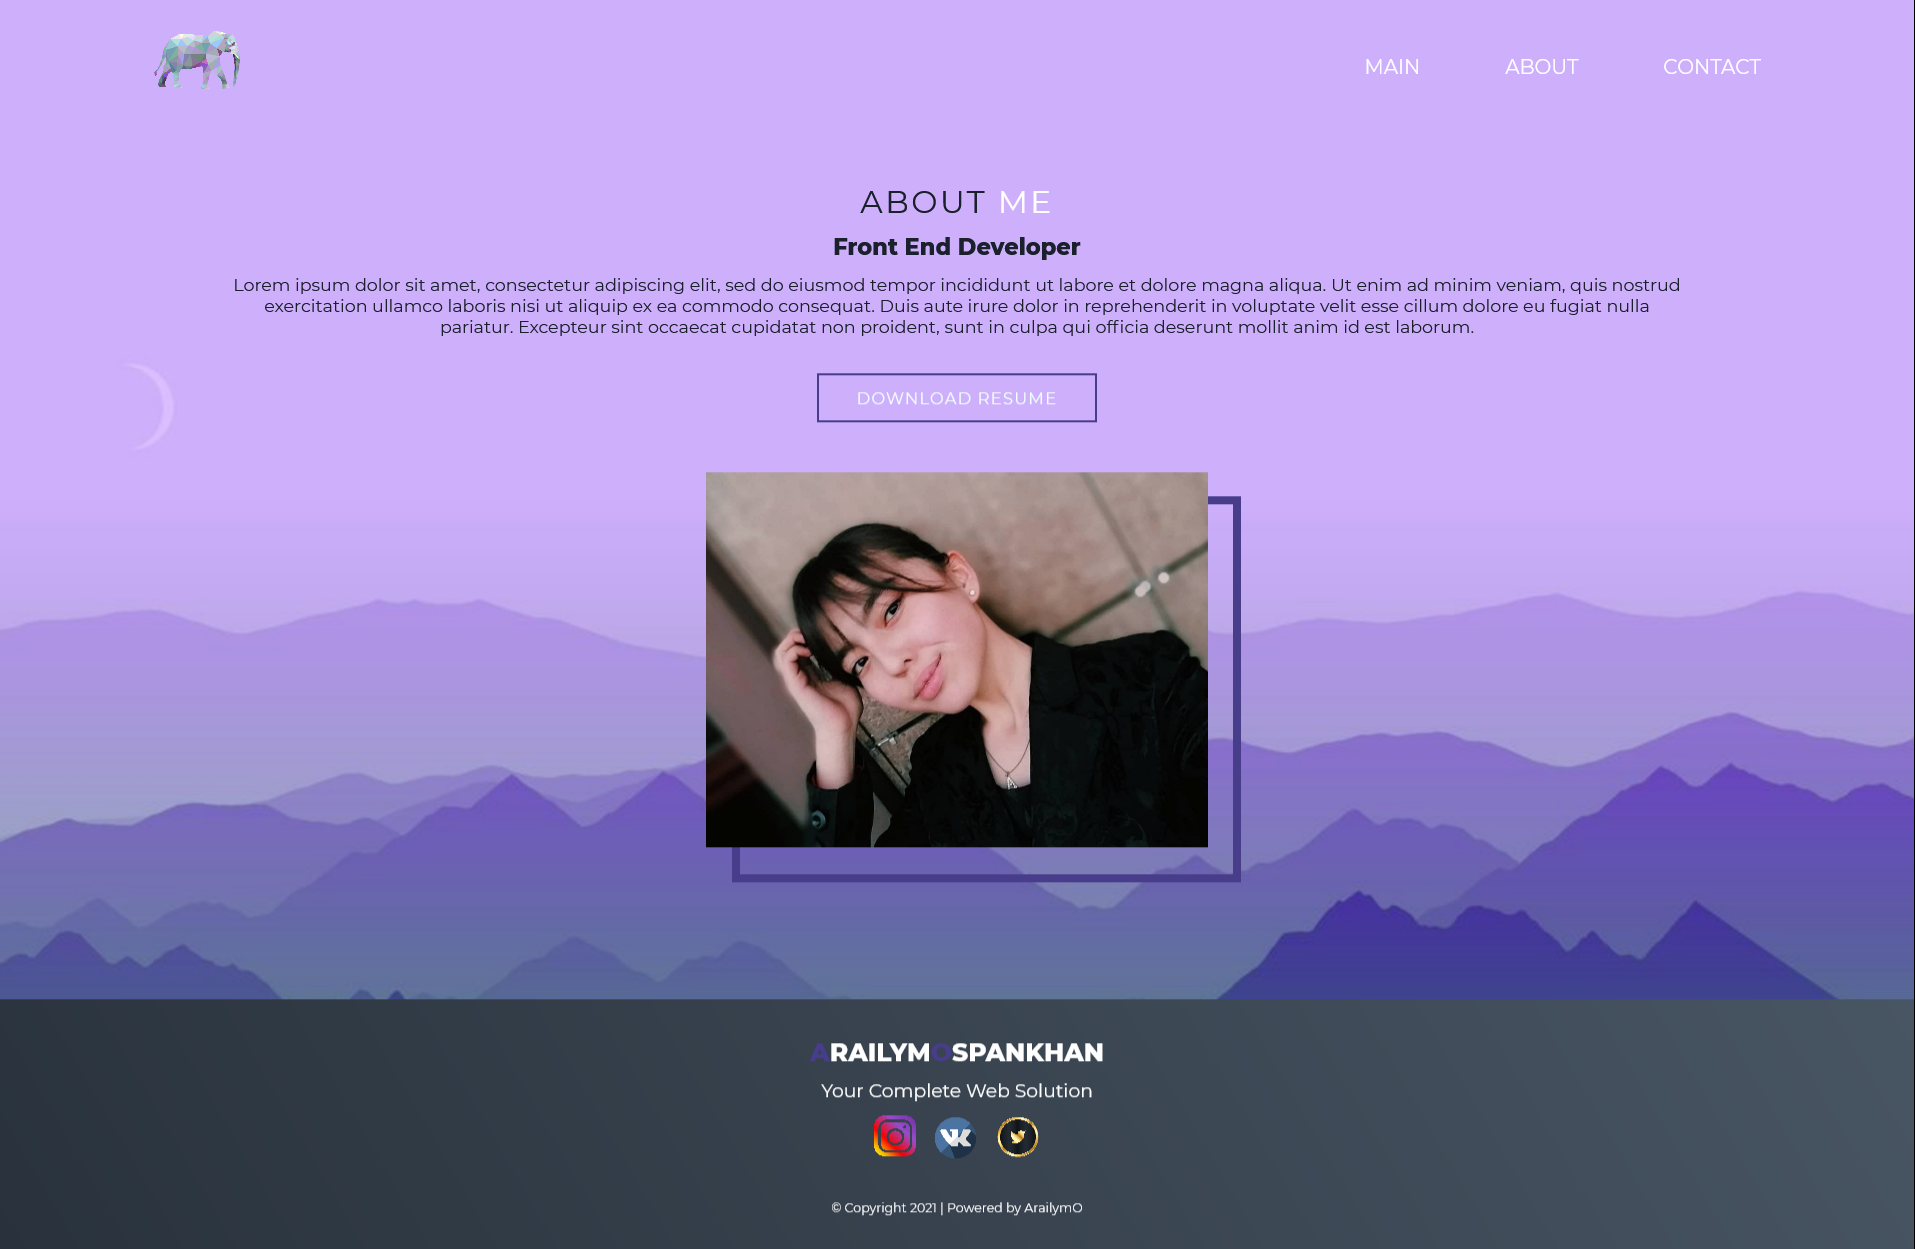 MAIN ABOUT CONTACT
ABOUT ME
Front End Developer
Lorem ipsum dolor sit amet, consectetur adipiscing elit, sed do eiusmod tempor incididunt ut labore et dolore magna aliqua. Ut enim ad minim veniam, quis nostrud
exercitation ullamco laboris nisi ut aliquip ex ea commodo consequat. Duis aute irure dolor in reprehenderit in voluptate velit esse cillum dolore eu fugiat nulla
pariatur. Excepteur sint occaecat cupidatat non proident, sunt in culpa qui officia deserunt mollit anim id est laborum.
DOWNLOAD RESUME
A
ARAILYMOSPANKHAN
Your Complete Web Solution
VK
© Copyright 2021 | Powered by ArailymO